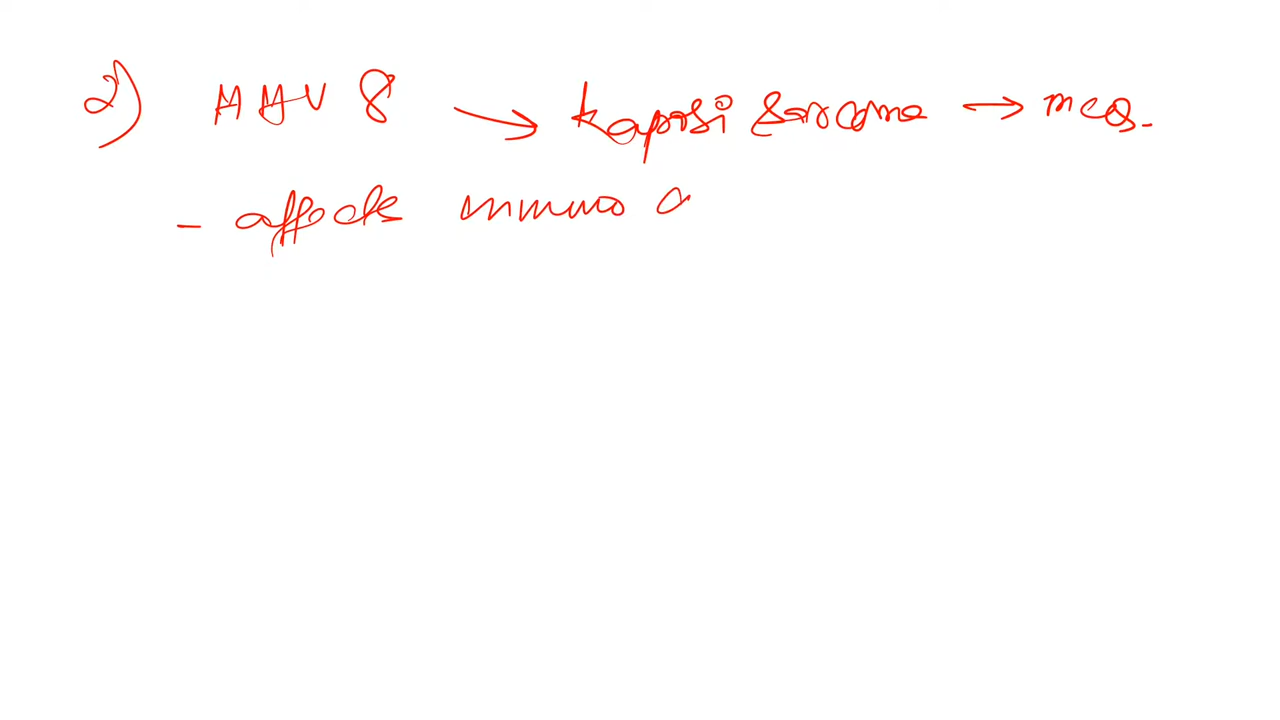 2) HHV 8 → Kaposi sarcoma → mcq.
- affects immuno c